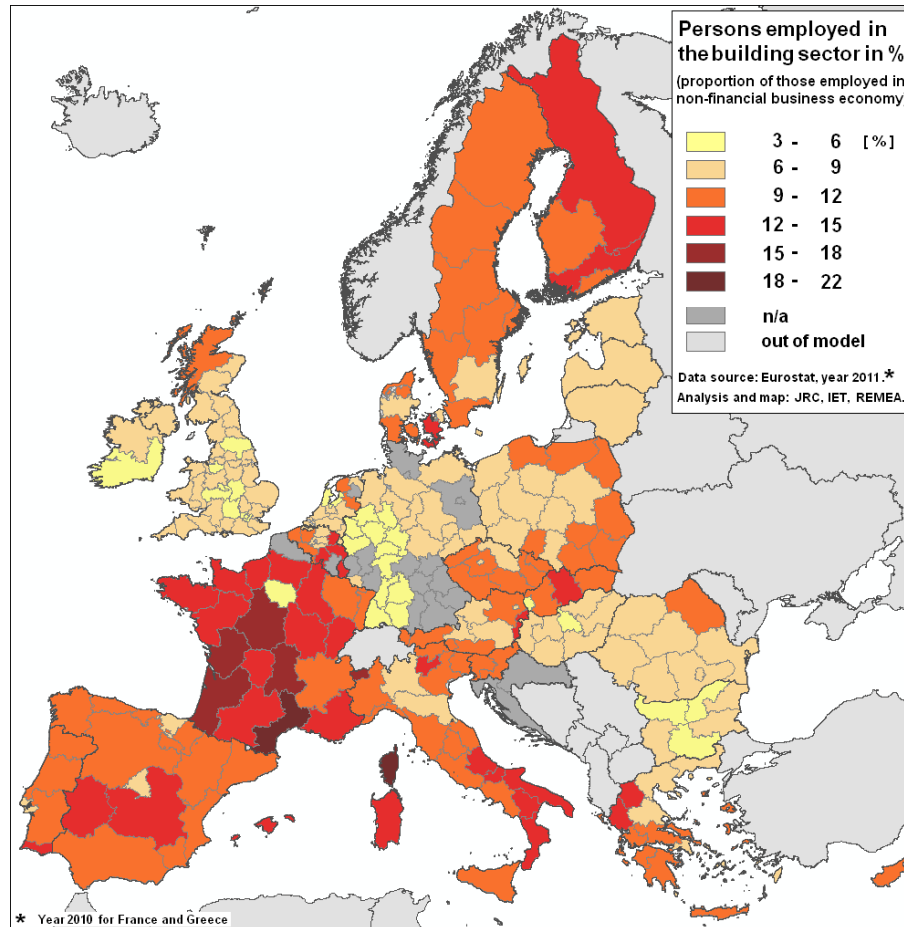 Persons employed in
the building sector in %
(proportion of those employed in
non-financial business economy)
3 - 6 [%]
6 - 9
9 - 12
12 - 15
15 - 18
18 - 22
n/a
out of model
Data source: Eurostat, year 2011.*
Analysis and map: JRC, IET, REMEA.
* Year 2010 for France and Greece